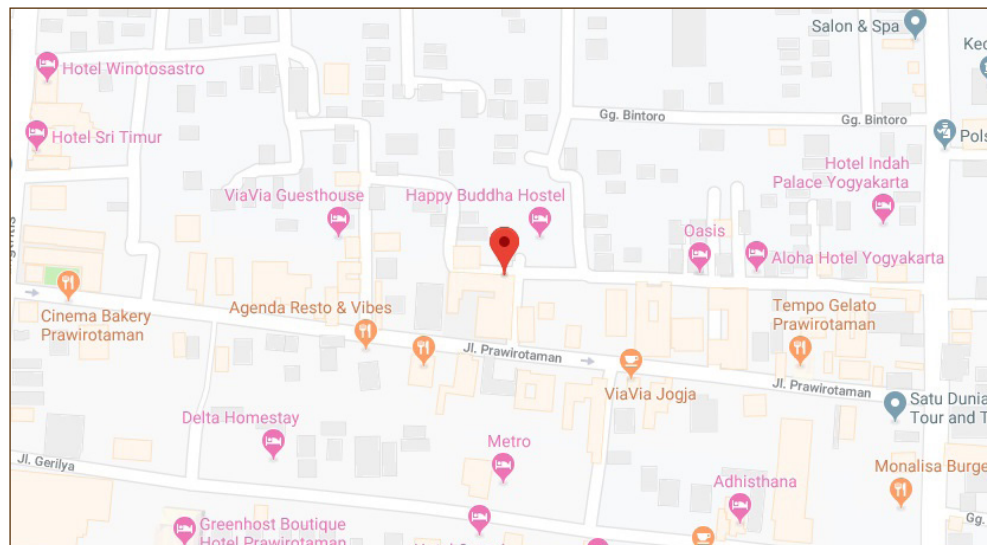 Salon & Spa
Hotel Winotosastro
Gg. Bintoro
Gg. Bintoro
Hotel Sri Timur
Hotel Indah
Palace Yogyakarta
ViaVia Guesthouse
Happy Buddha Hostel
Oasis
Aloha Hotel Yogyakarta
Cinema Bakery
Prawirotaman
Agenda Resto & Vibes
Tempo Gelato
Prawirotaman
Jl. Prawirotaman
ViaVia Jogja
Jl. Prawirotaman
Satu Dunia
Tour and T
Delta Homestay
Metro
Jl. Gerilya
Monalisa Burge
Adhisthana
Greenhost Boutique
Hotel Prawirotaman
Gg.